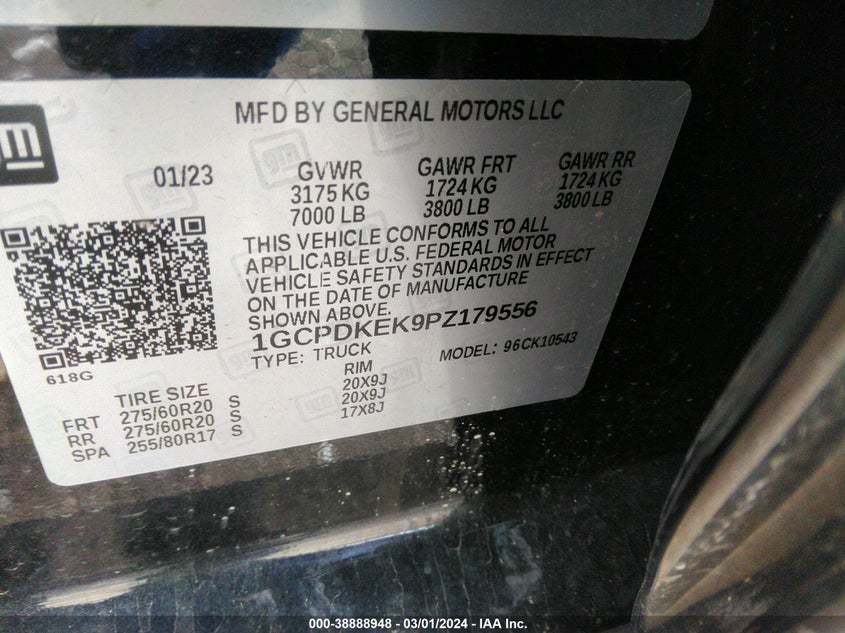 MFD BY GENERAL MOTORS LLC
01/23
GVWR
3175 KG
7000 LB
GAWR FRT
1724 KG
3800 LB
GAWR RR
1724 KG
3800 LB
THIS VEHICLE CONFORMS TO ALL
APPLICABLE U.S. FEDERAL MOTOR
VEHICLE SAFETY STANDARDS IN EFFECT
ON THE DATE OF MANUFACTURE
SHOWN ABOVE.
1GCPDKEK9PZ179556
TYPE: TRUCK
MODEL: 96CK10543
618G
TIRE SIZE RIM
FRT 275/60R20 S 20X9J
RR 275/60R20 S 20X9J
SPA 255/80R17 S 17X8J
000-38888948 - 03/01/2024 - IAA Inc.